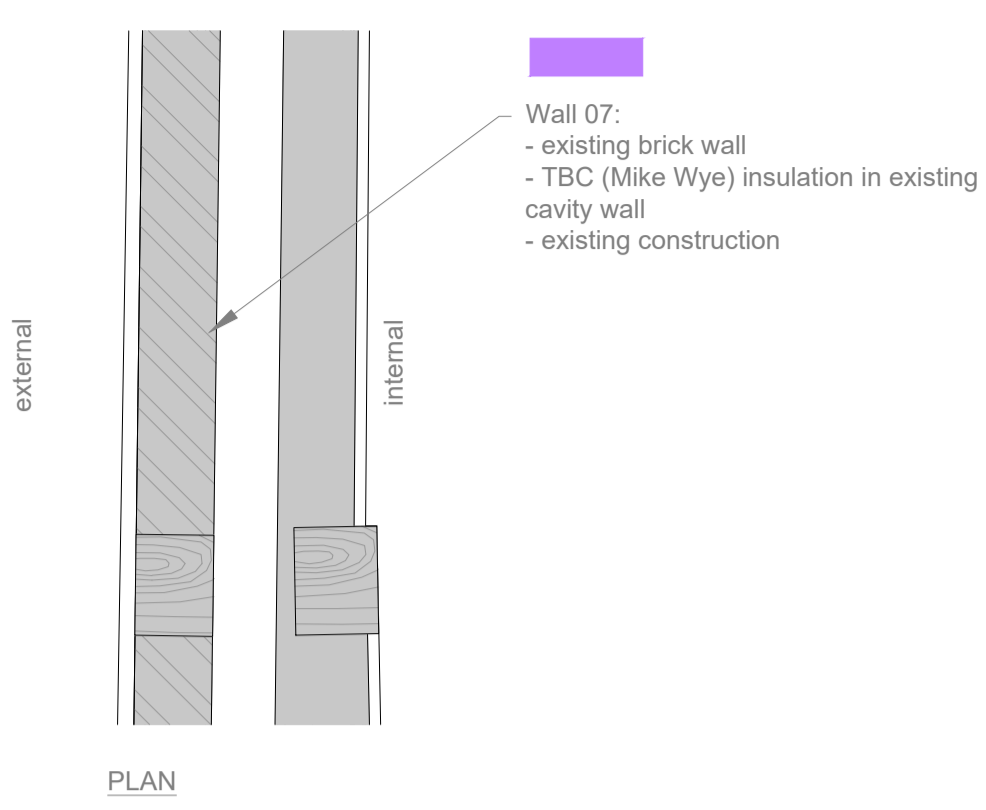 Wall 07:
- existing brick wall
- TBC (Mike Wye) insulation in existing
cavity wall
- existing construction
external
internal
PLAN